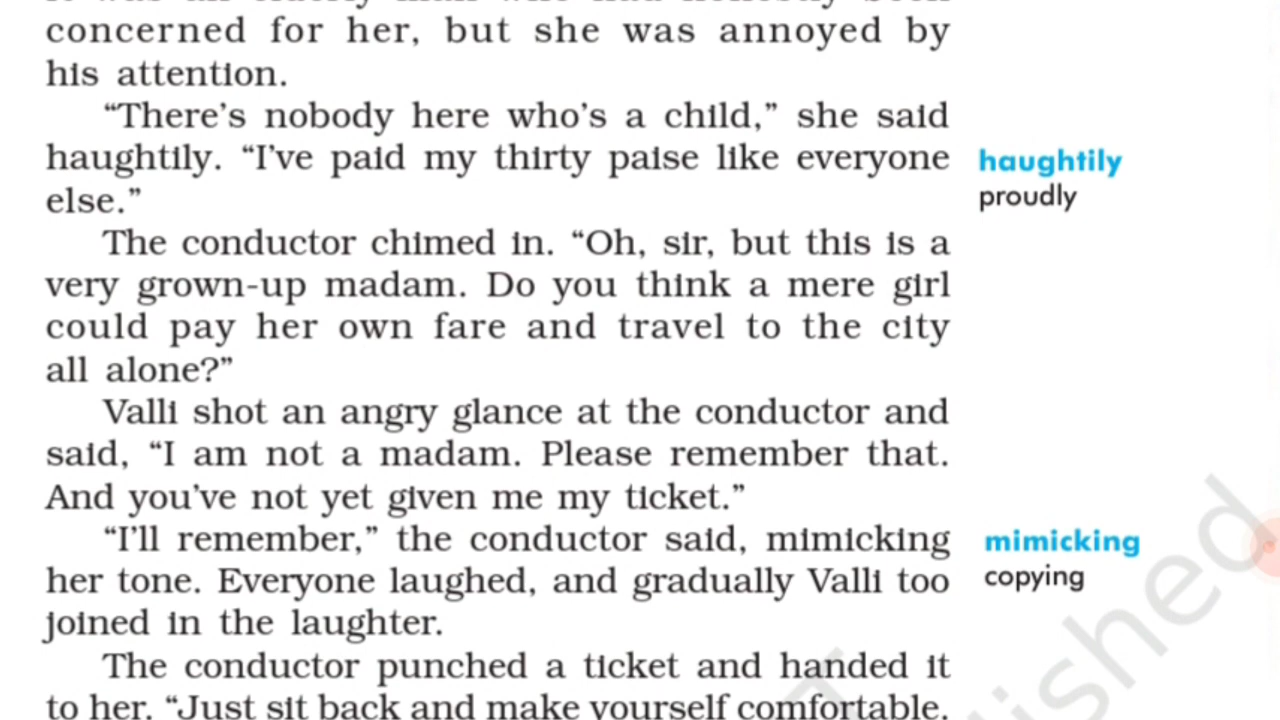 concerned for her, but she was annoyed by
his attention.
“There’s nobody here who’s a child,” she said
haughtily. “I’ve paid my thirty paise like everyone
else.”
haughtily
proudly
The conductor chimed in. “Oh, sir, but this is a
very grown-up madam. Do you think a mere girl
could pay her own fare and travel to the city
all alone?”
Valli shot an angry glance at the conductor and
said, “I am not a madam. Please remember that.
And you’ve not yet given me my ticket.”
“I’ll remember,” the conductor said, mimicking
her tone. Everyone laughed, and gradually Valli too
joined in the laughter.
mimicking
copying
The conductor punched a ticket and handed it
to her. “Just sit back and make yourself comfortable.